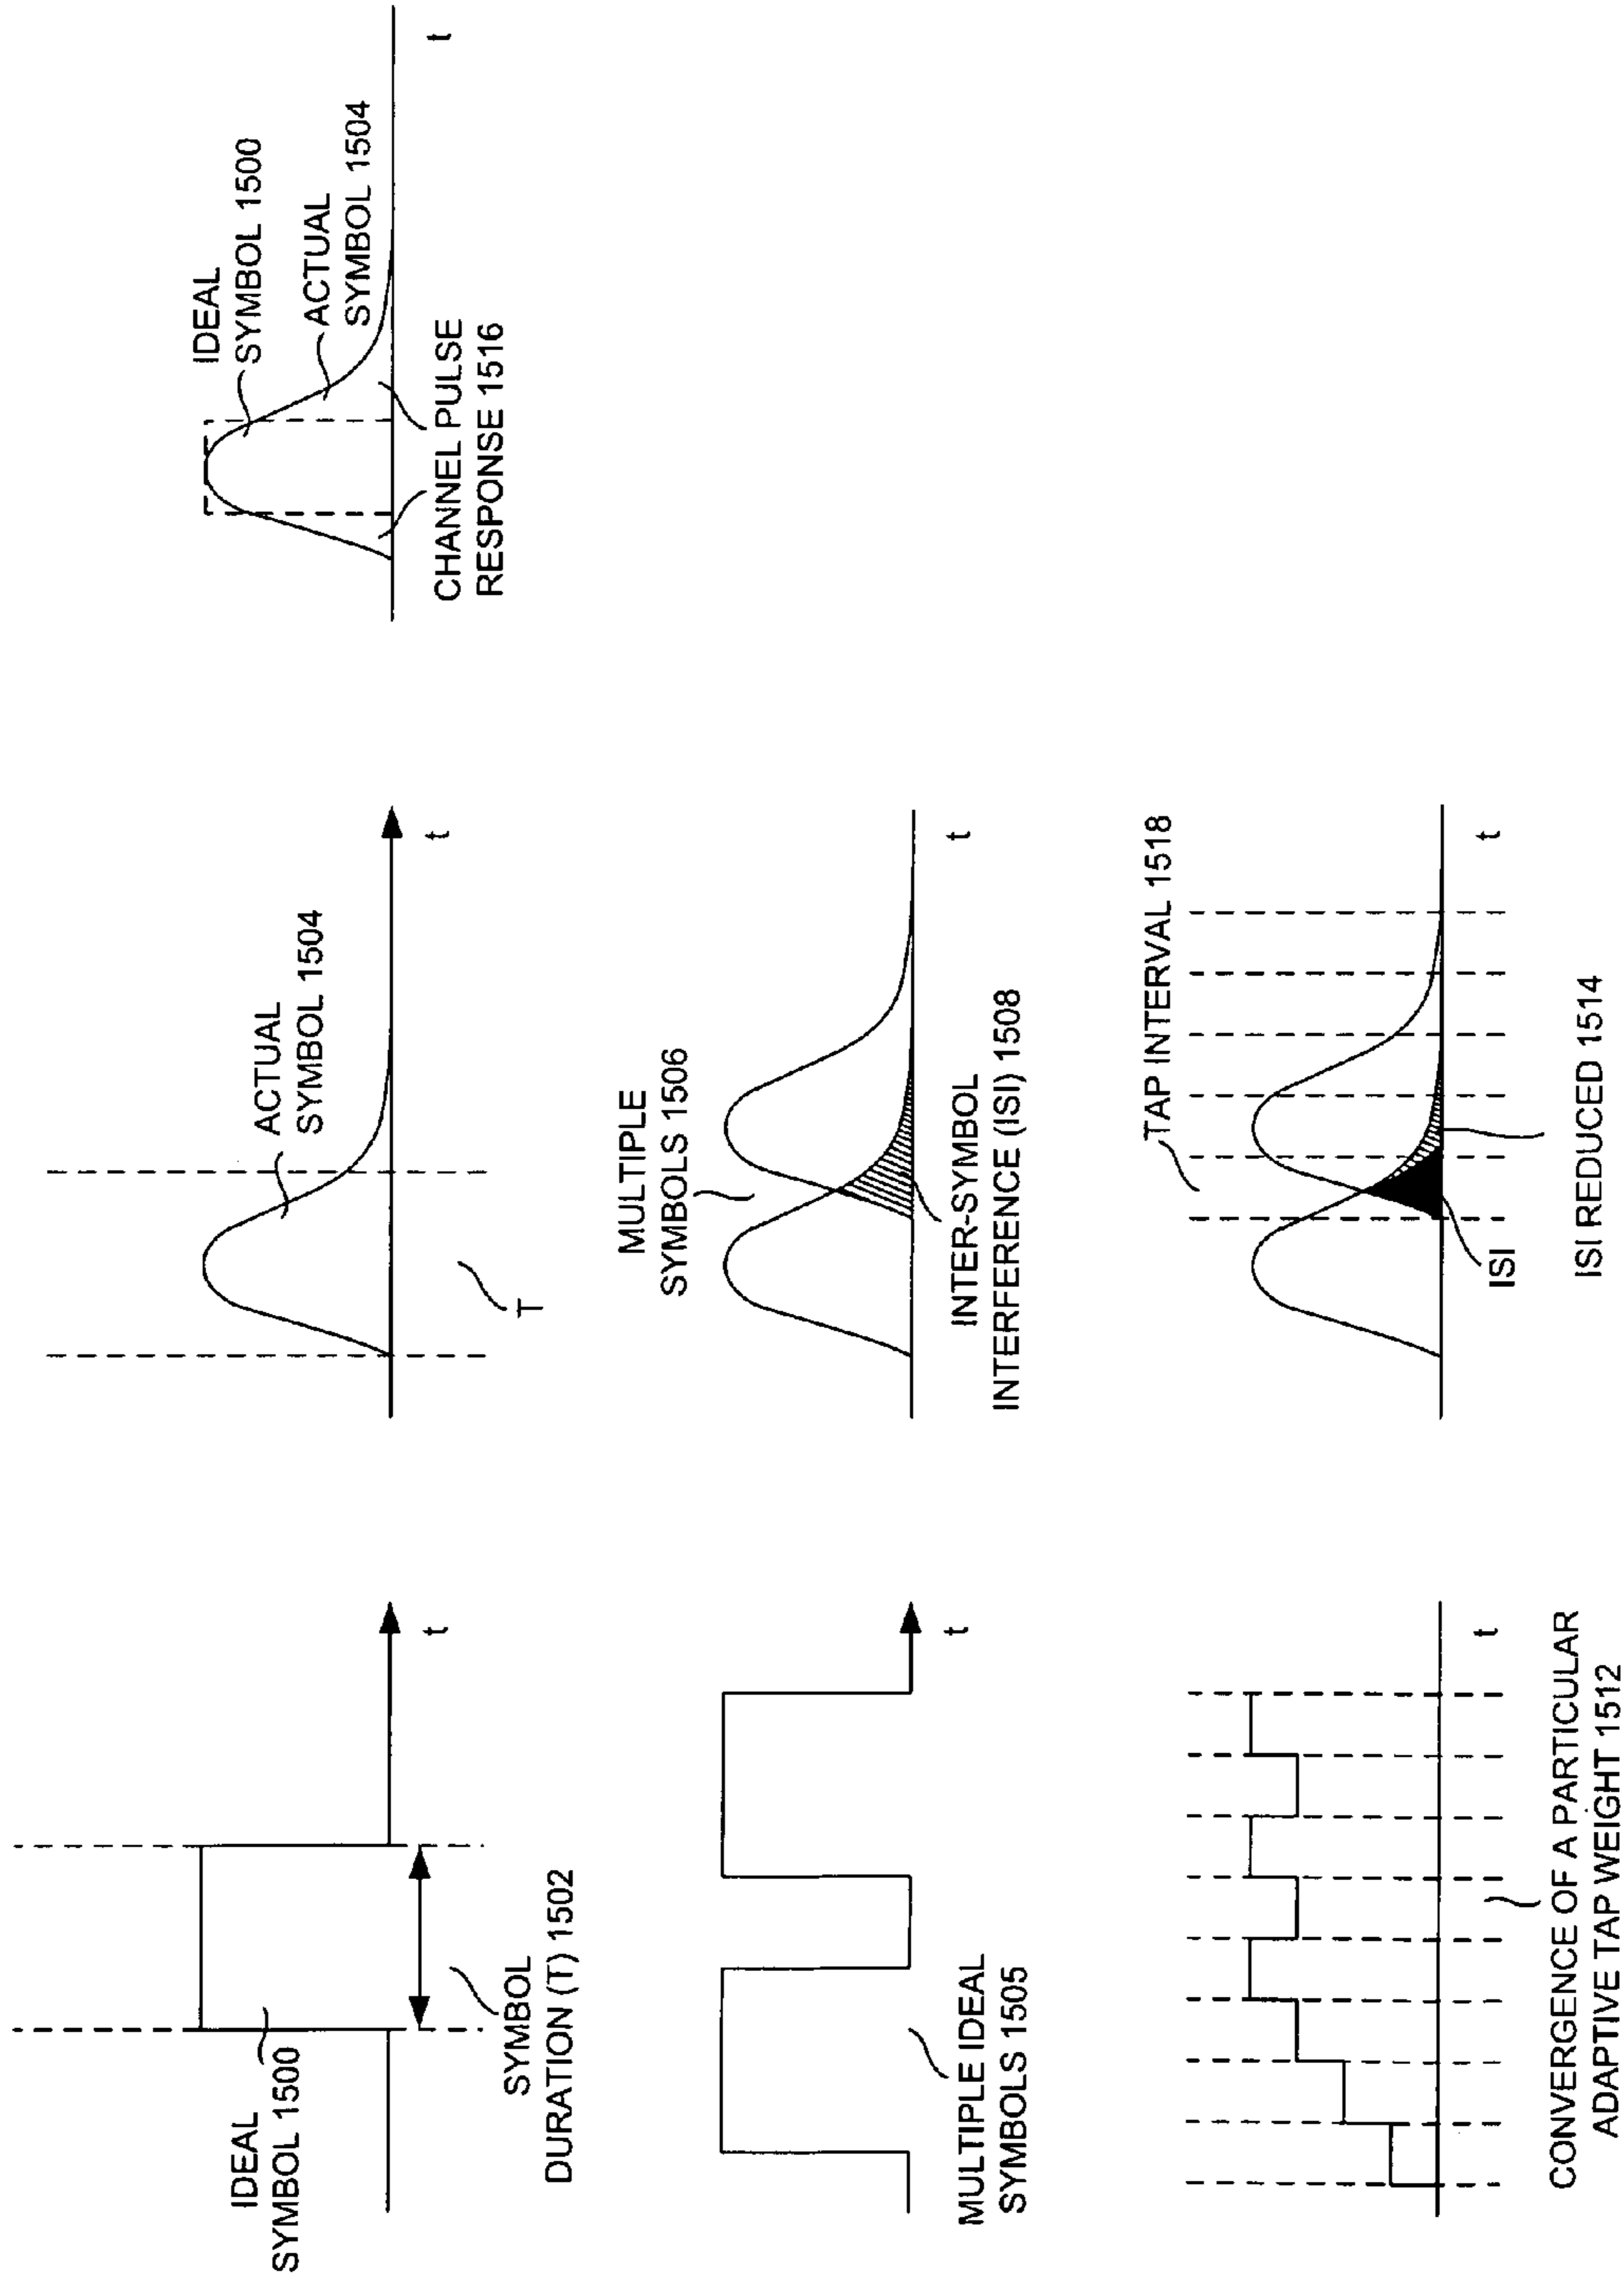 IDEAL
SYMBOL 1500
t
SYMBOL
DURATION (T) 1502
ACTUAL
SYMBOL 1504
t
T
IDEAL
SYMBOL 1500
ACTUAL
SYMBOL 1504
t
CHANNEL PULSE
RESPONSE 1516
t
MULTIPLE IDEAL
SYMBOLS 1505
MULTIPLE
SYMBOLS 1506
t
INTER-SYMBOL
INTERFERENCE (ISI) 1508
t
CONVERGENCE OF A PARTICULAR
ADAPTIVE TAP WEIGHT 1512
TAP INTERVAL 1518
t
ISI
ISI REDUCED 1514